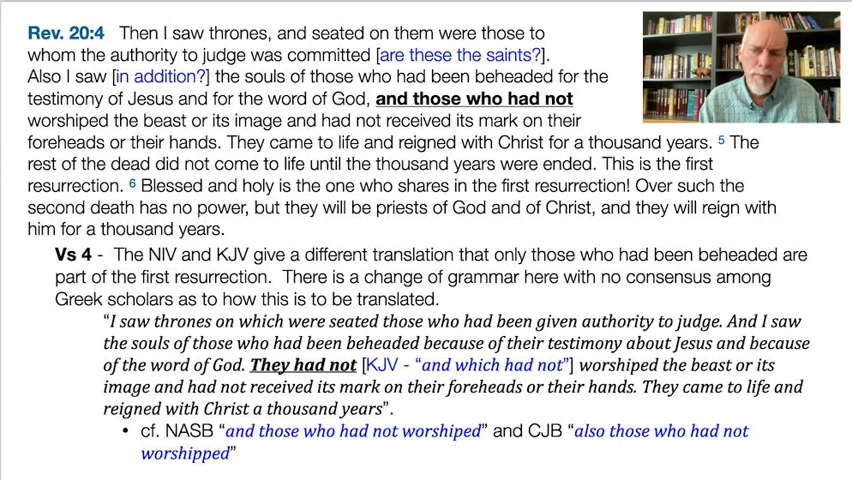 Rev. 20:4 Then I saw thrones, and seated on them were those to
whom the authority to judge was committed [are these the saints?].
Also I saw [in addition?] the souls of those who had been beheaded for the
testimony of Jesus and for the word of God, and those who had not
worshiped the beast or its image and had not received its mark on their
foreheads or their hands. They came to life and reigned with Christ for a thousand years. 5 The
rest of the dead did not come to life until the thousand years were ended. This is the first
resurrection. 6 Blessed and holy is the one who shares in the first resurrection! Over such the
second death has no power, but they will be priests of God and of Christ, and they will reign with
him for a thousand years.
Vs 4 - The NIV and KJV give a different translation that only those who had been beheaded are
part of the first resurrection. There is a change of grammar here with no consensus among
Greek scholars as to how this is to be translated.
"I saw thrones on which were seated those who had been given authority to judge. And I saw
the souls of those who had been beheaded because of their testimony about Jesus and because
of the word of God. They had not [KJV - "and which had not"] worshiped the beast or its
image and had not received its mark on their foreheads or their hands. They came to life and
reigned with Christ a thousand years".
• cf. NASB "and those who had not worshiped" and CJB "also those who had not
worshipped"